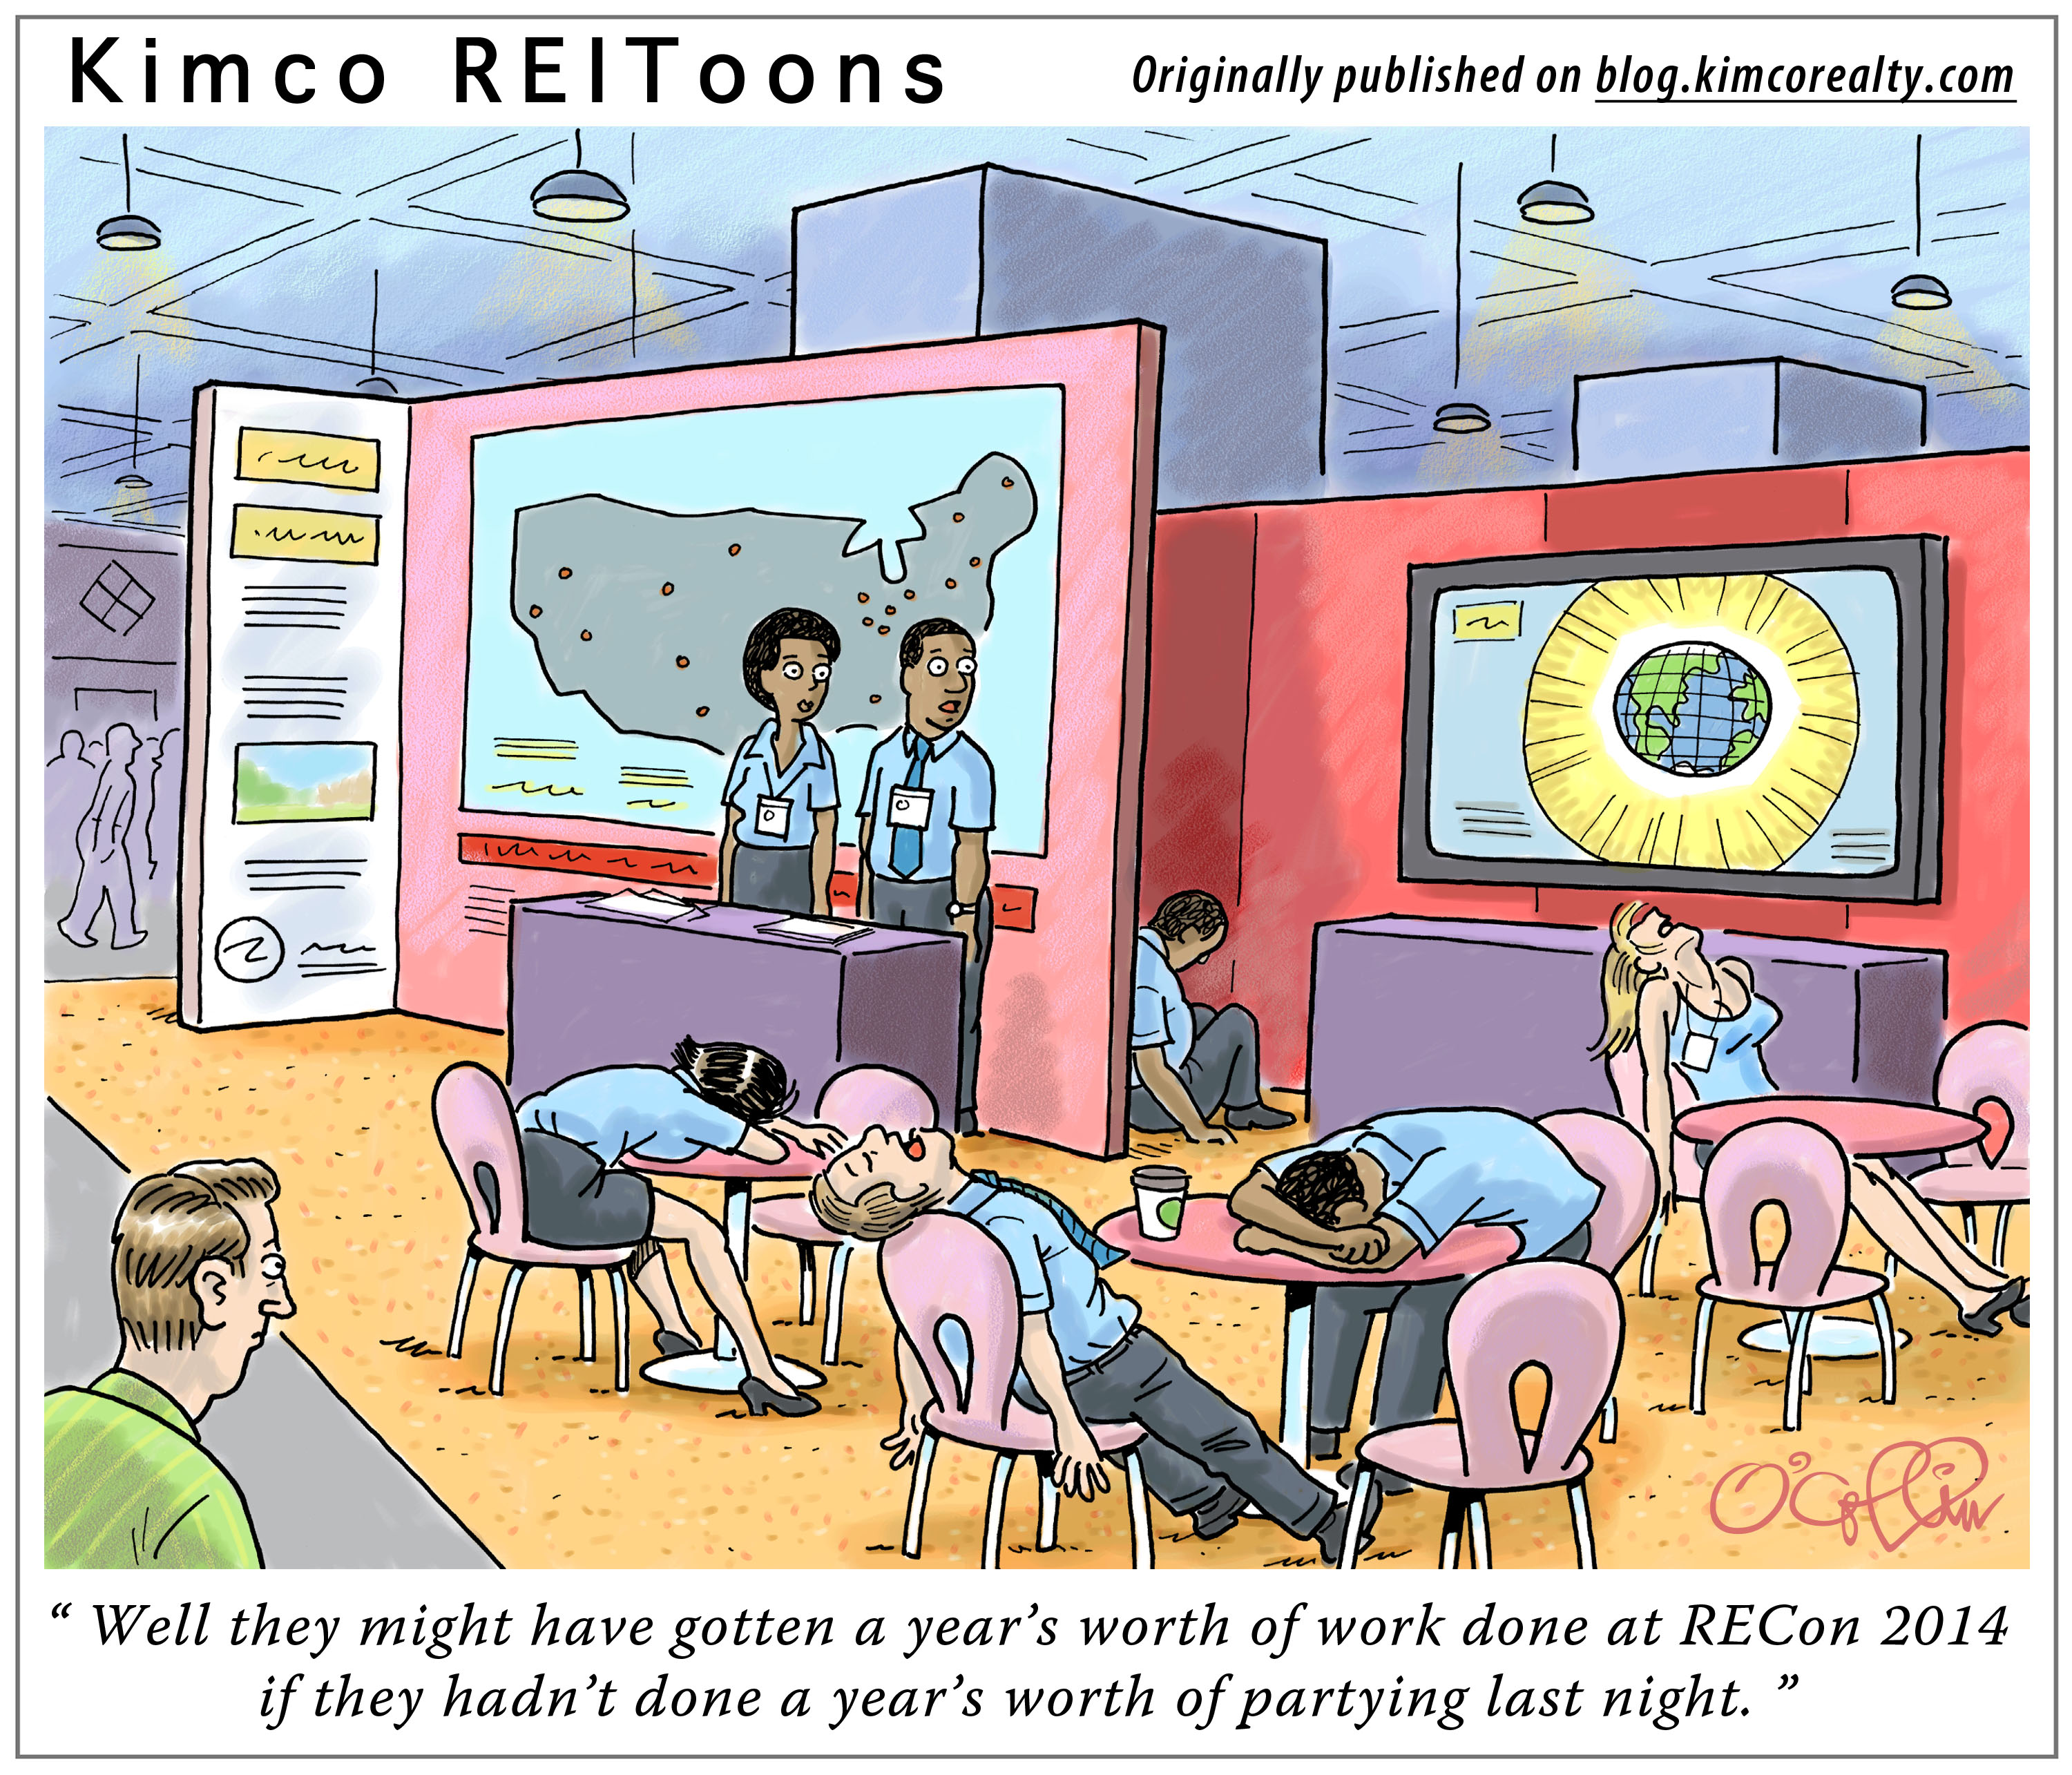 Kimco REIToons
Originally published on blog.kimcorealty.com
“ Well they might have gotten a year’s worth of work done at RECon 2014
if they hadn’t done a year’s worth of partying last night. ”